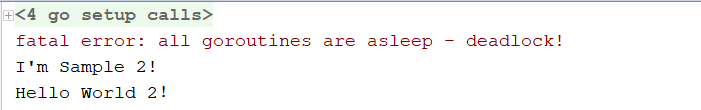 <4 go setup calls>
fatal error: all goroutines are asleep - deadlock!
I'm Sample 2!
Hello World 2!